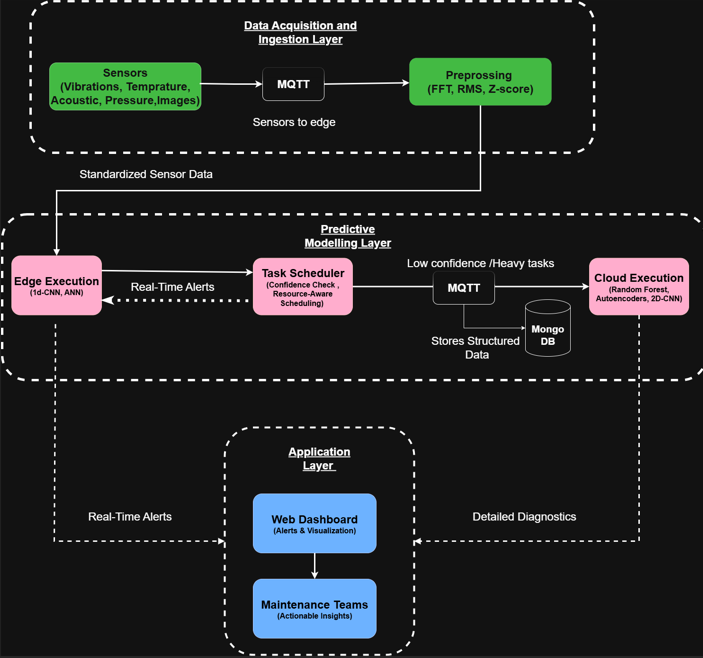 Data Acquisition and
Ingestion Layer
Sensors
(Vibrations, Temprature,
Acoustic, Pressure,Images)
MQTT
Preprossing
(FFT, RMS, Z-score)
Sensors to edge
Standardized Sensor Data
Predictive
Modelling Layer
Edge Execution
(1d-CNN, ANN)
Real-Time Alerts
Task Scheduler
(Confidence Check ,
Resource-Aware
Scheduling)
Low confidence /Heavy tasks
MQTT
Cloud Execution
(Random Forest,
Autoencoders, 2D-CNN)
Mongo
DB
Stores Structured
Data
Application
Layer
Real-Time Alerts
Web Dashboard
(Alerts & Visualization)
Detailed Diagnostics
Maintenance Teams
(Actionable Insights)